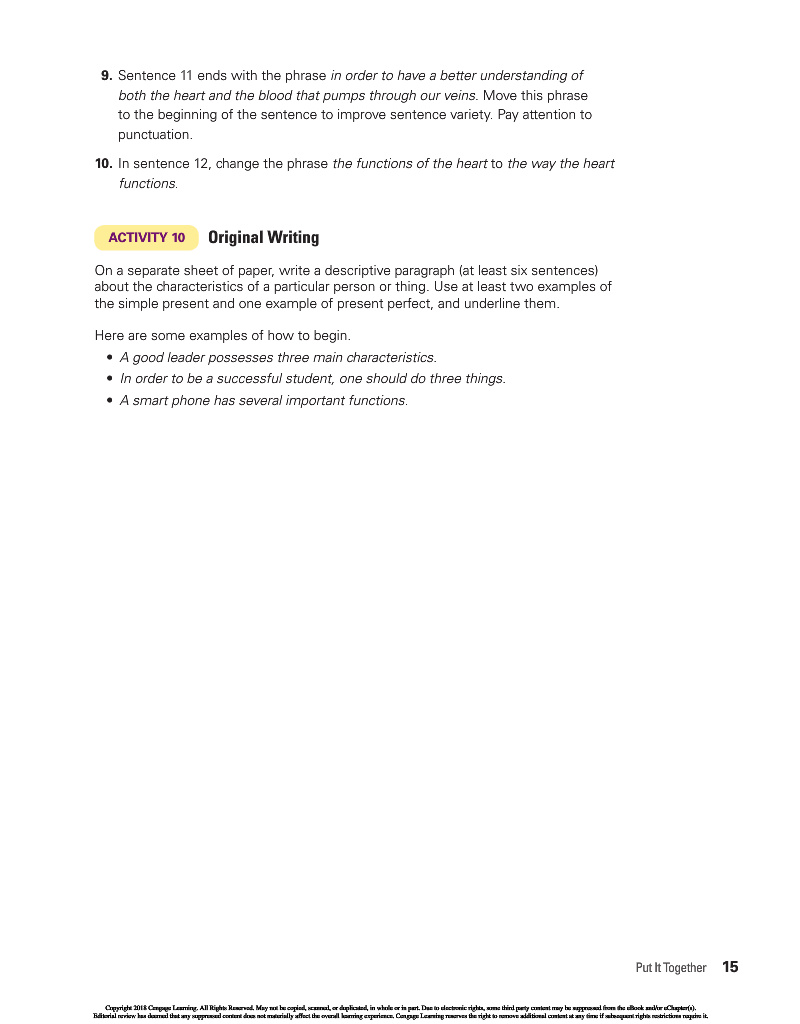 9. Sentence 11 ends with the phrase in order to have a better understanding of
both the heart and the blood that pumps through our veins. Move this phrase
to the beginning of the sentence to improve sentence variety. Pay attention to
punctuation.
10. In sentence 12, change the phrase the functions of the heart to the way the heart
functions.
ACTIVITY 10 Original Writing
On a separate sheet of paper, write a descriptive paragraph (at least six sentences)
about the characteristics of a particular person or thing. Use at least two examples of
the simple present and one example of present perfect, and underline them.
Here are some examples of how to begin.
• A good leader possesses three main characteristics.
• In order to be a successful student, one should do three things.
• A smart phone has several important functions.
Put It Together 15
Copyright 2018 Cengage Learning. All Rights Reserved. May not be copied, scanned, or duplicated, in whole or in part. Due to electronic rights, some third party content may be suppressed from the eBook and/or eChapter(s).
Editorial review has deemed that any suppressed content does not materially affect the overall learning experience. Cengage Learning reserves the right to remove additional content at any time if subsequent rights restrictions require it.